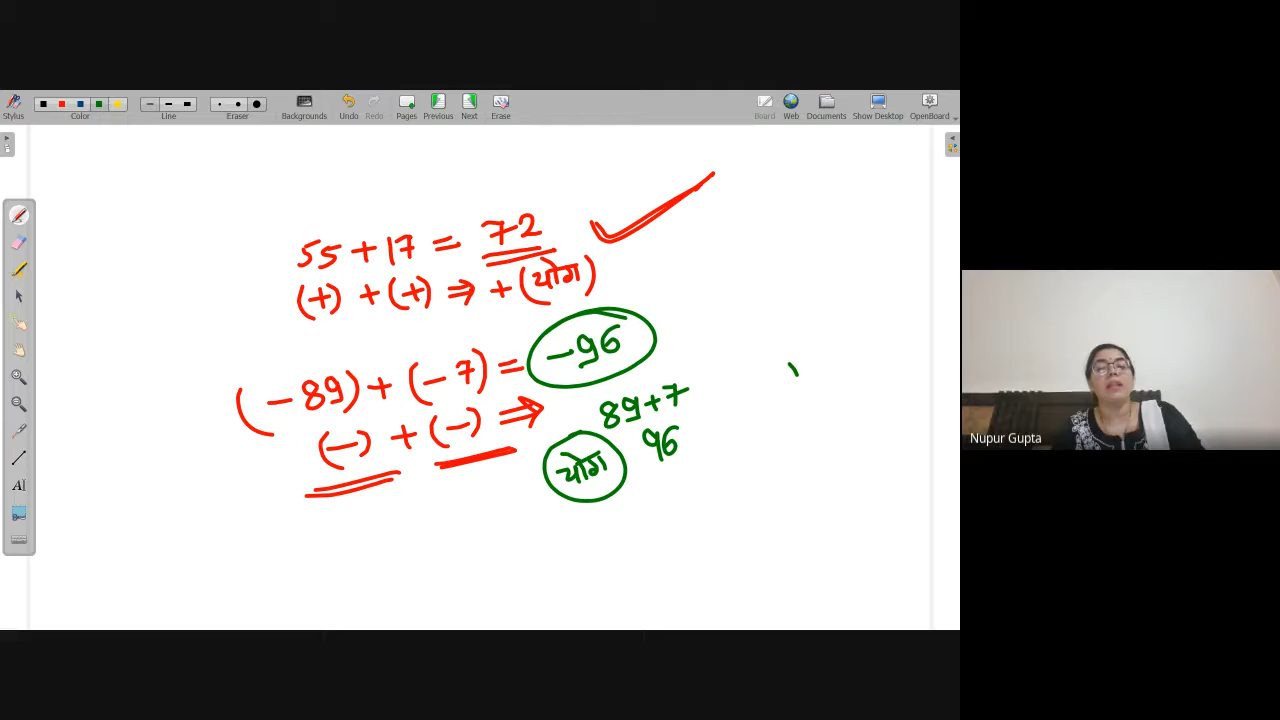 Stylus
Color
Line
Eraser
Backgrounds
Undo
Redo
Pages
Previous
Next
Erase
Board
Web
Documents
Show Desktop
OpenBoard
55 + 17 = 72
(+) + (+) ⇒ + (योग)
(-89) + (-7) = -96
(-) + (-) ⇒
89+7
96
योग
AI
Nupur Gupta